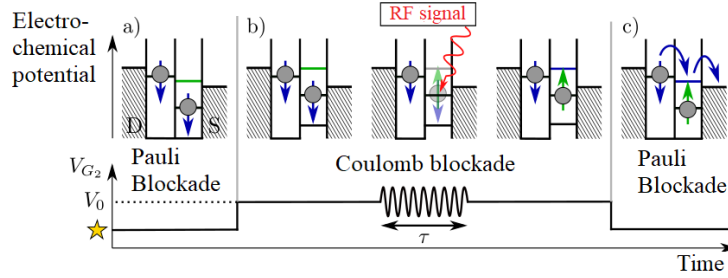 Electro-
chemical
potential
a)
b)
RF signal
c)
D
S
Pauli
Blockade
Coulomb blockade
Pauli
Blockade
V_{G_2}
V_0
τ
Time